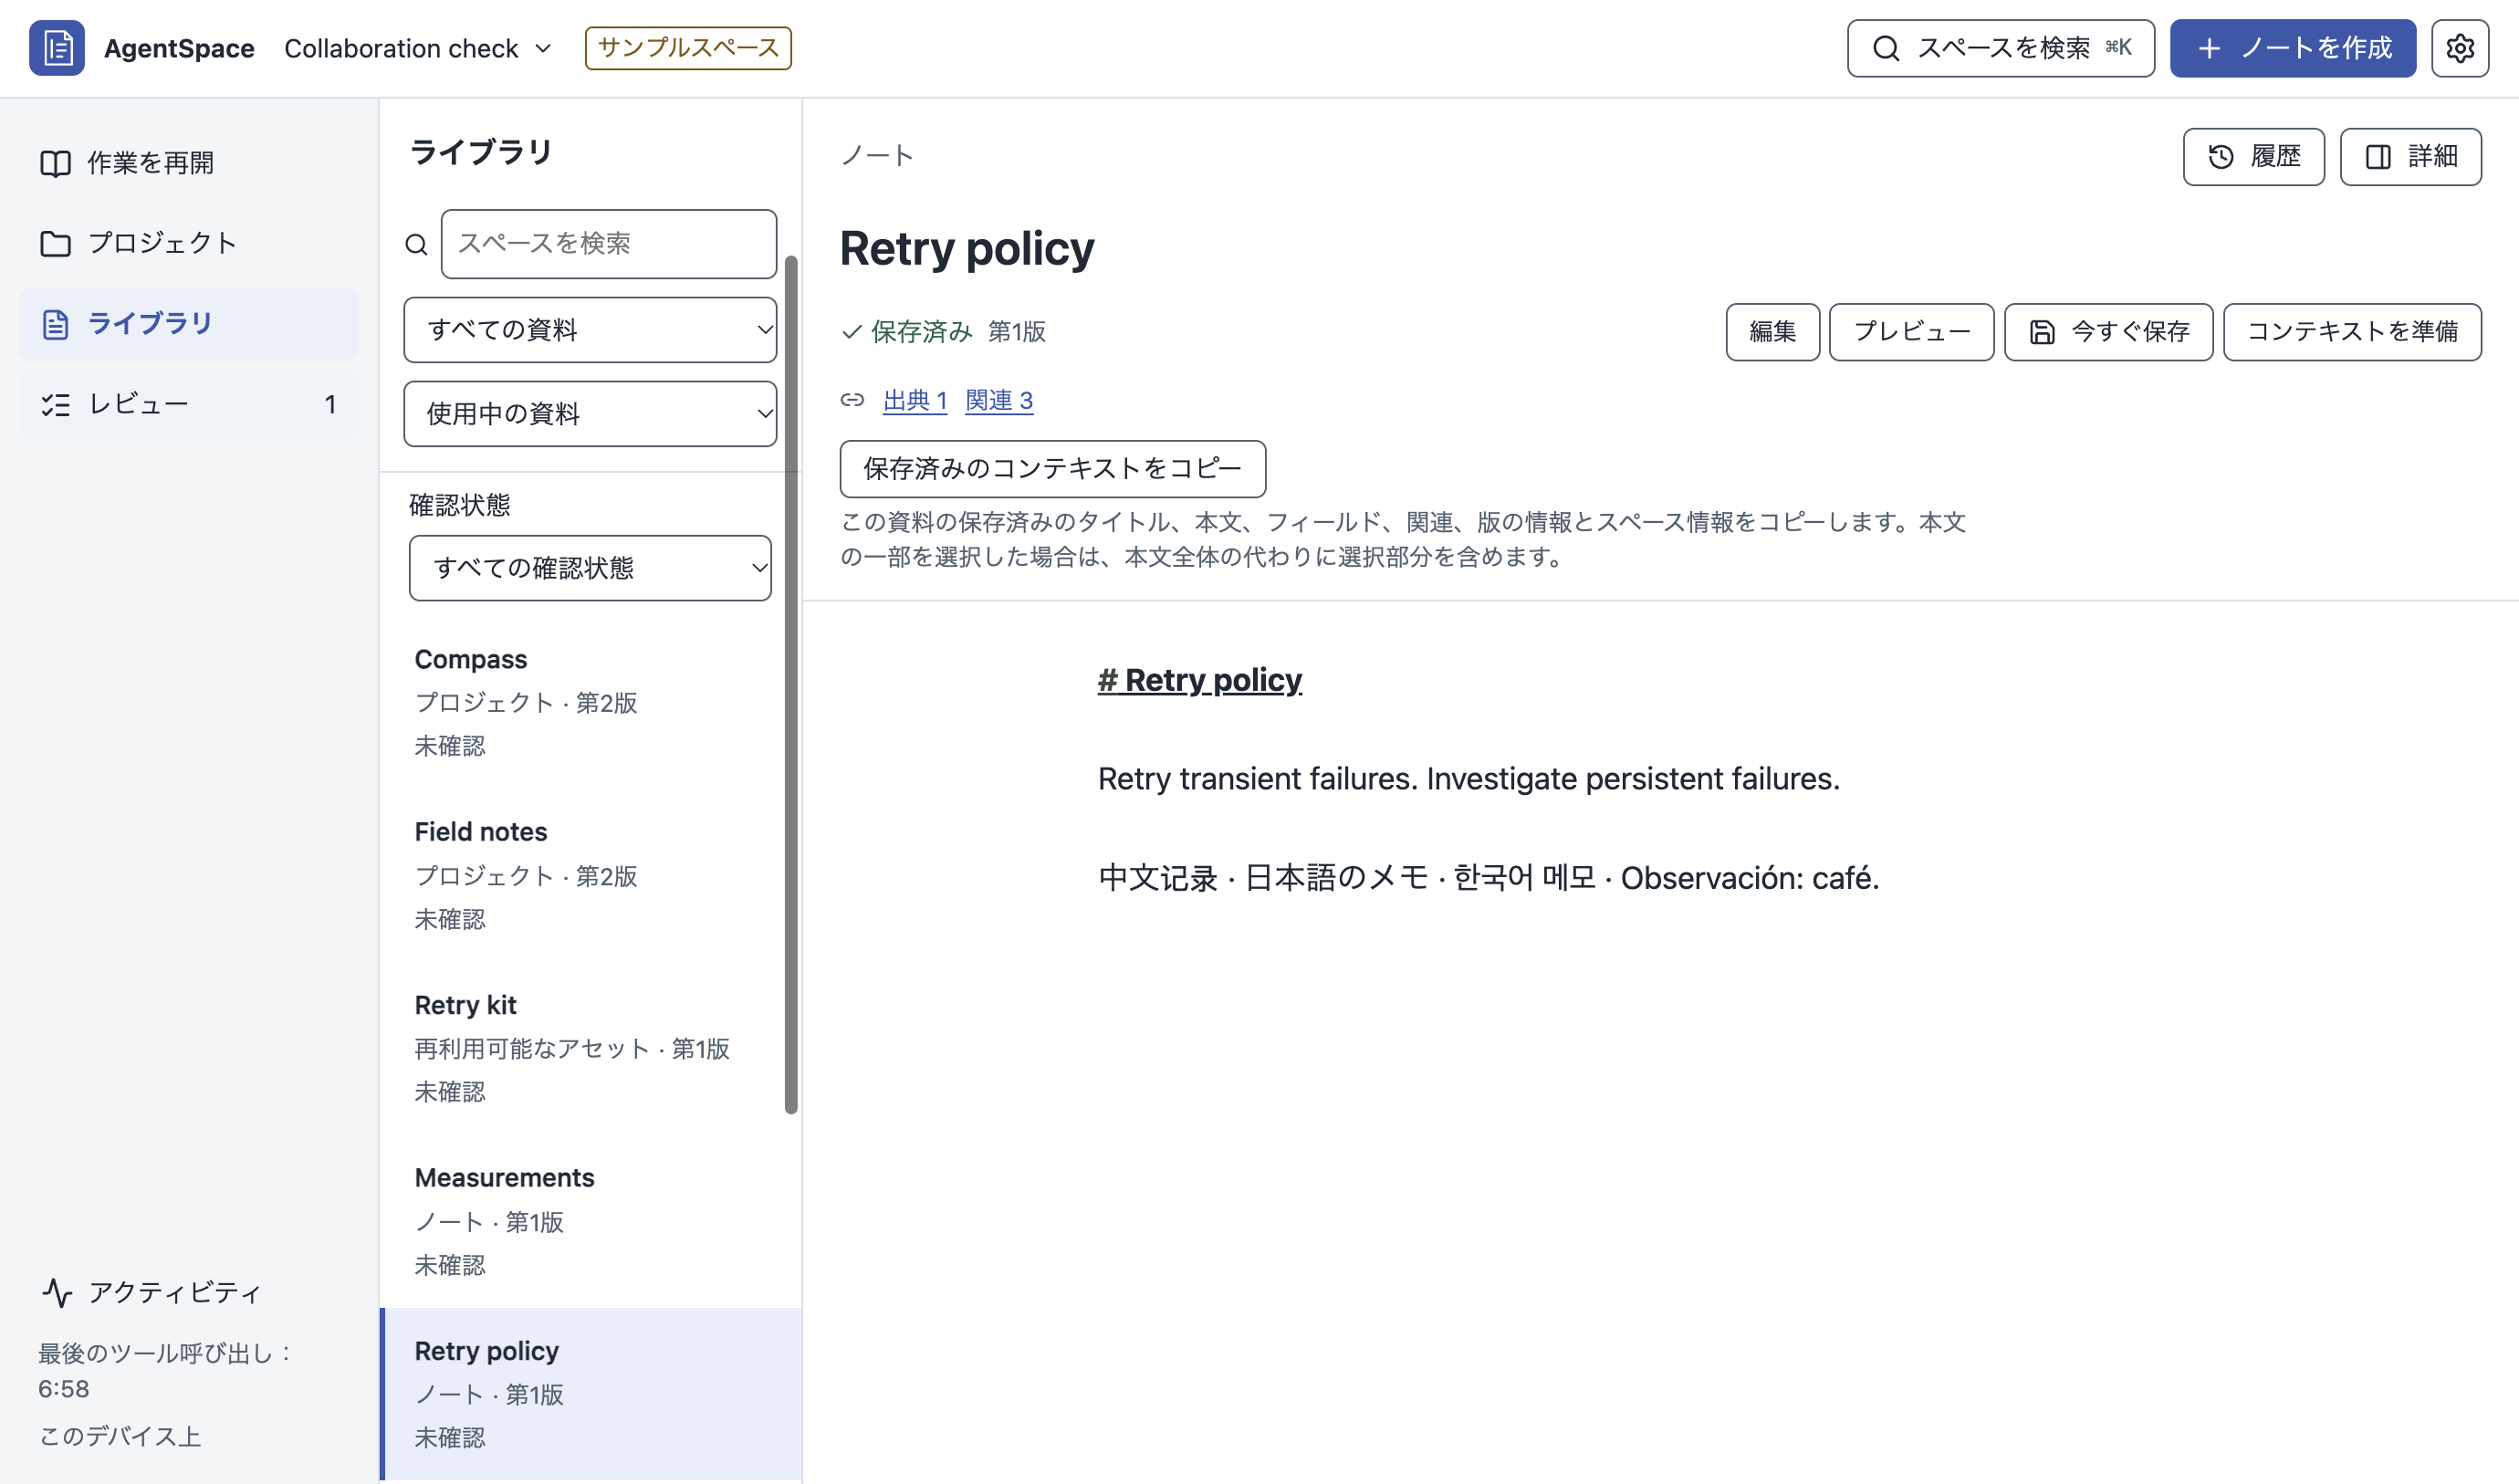 AgentSpace
Collaboration check
サンプルスペース
スペースを検索 ⌘K
ノートを作成
作業を再開
プロジェクト
ライブラリ
レビュー 1
アクティビティ
最後のツール呼び出し：
6:58
このデバイス上
ライブラリ
スペースを検索
すべての資料
使用中の資料
確認状態
すべての確認状態
Compass
プロジェクト · 第2版
未確認
Field notes
プロジェクト · 第2版
未確認
Retry kit
再利用可能なアセット · 第1版
未確認
Measurements
ノート · 第1版
未確認
Retry policy
ノート · 第1版
未確認
ノート
履歴
詳細
Retry policy
保存済み 第1版
編集
プレビュー
今すぐ保存
コンテキストを準備
出典 1 関連 3
保存済みのコンテキストをコピー
この資料の保存済みのタイトル、本文、フィールド、関連、版の情報とスペース情報をコピーします。本文
の一部を選択した場合は、本文全体の代わりに選択部分を含めます。
# Retry policy
Retry transient failures. Investigate persistent failures.
中文记录 · 日本語のメモ · 한국어 메모 · Observación: café.